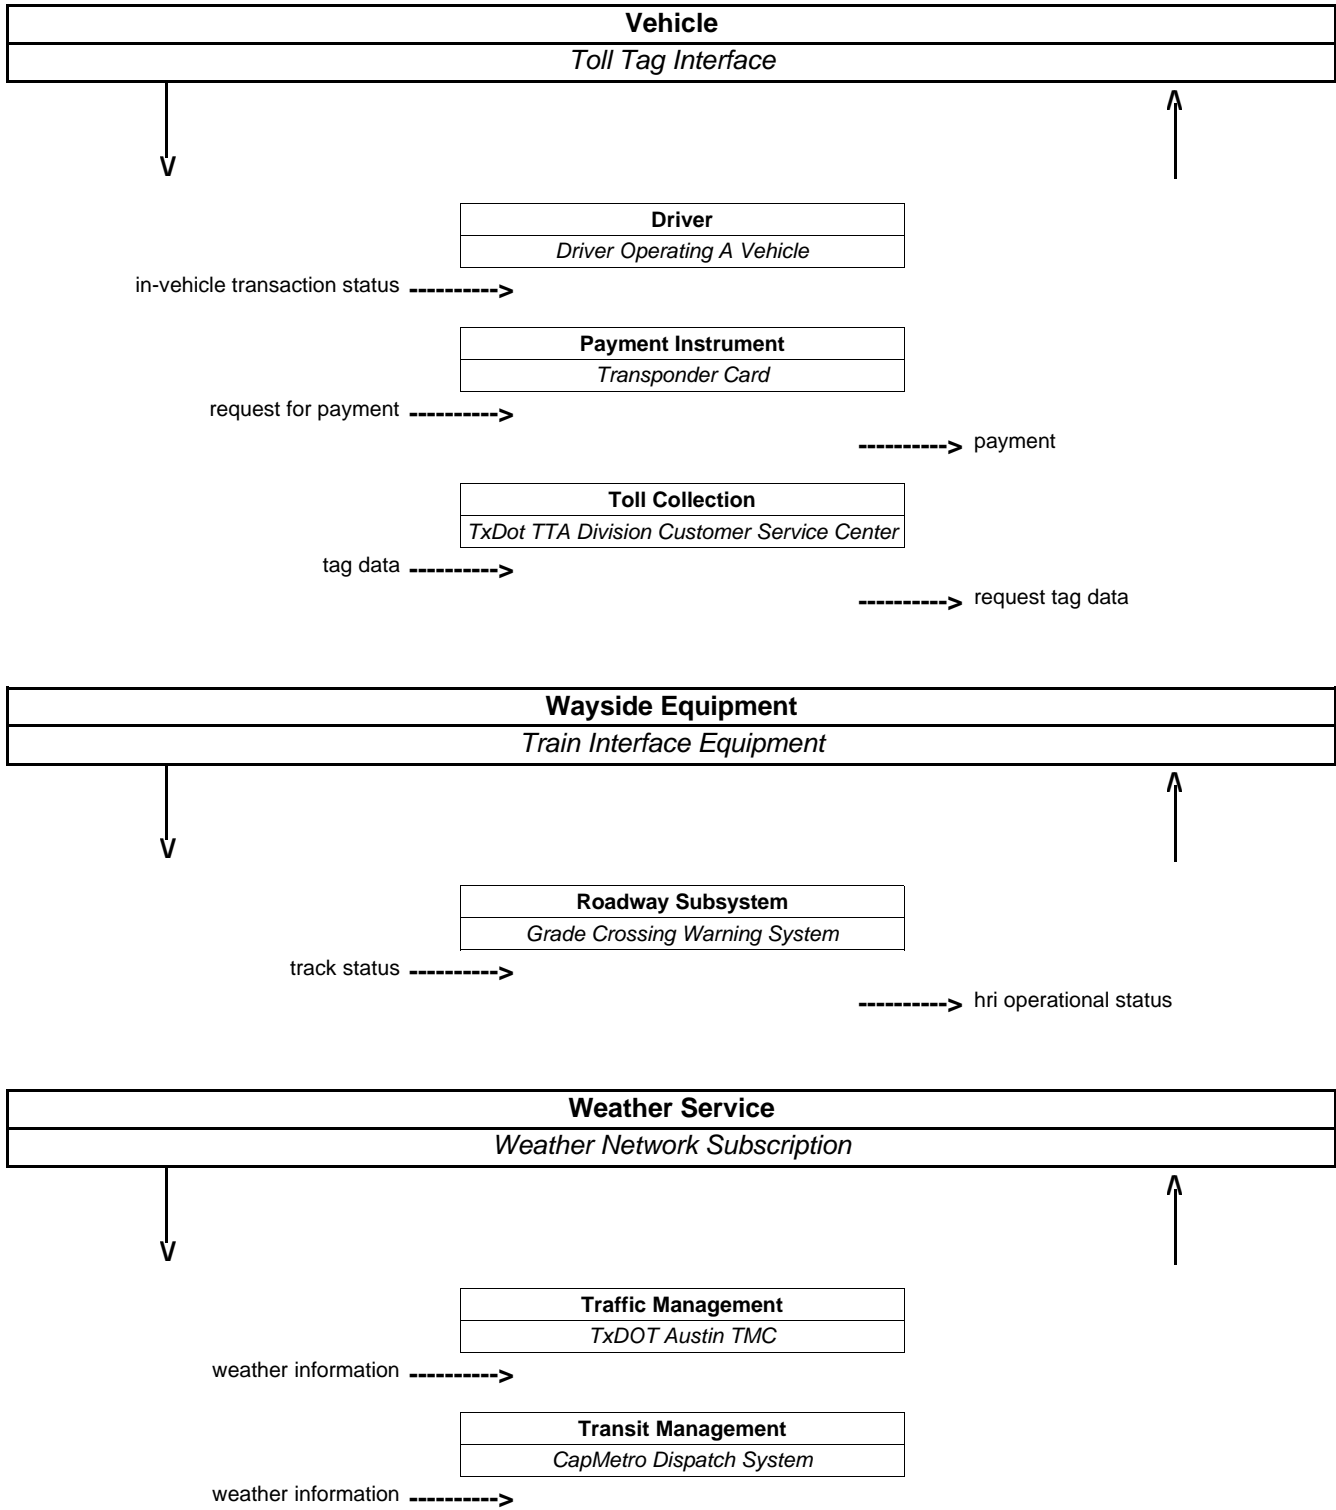 Vehicle
Toll Tag Interface
Driver
Driver Operating A Vehicle
in-vehicle transaction status ---------->
Payment Instrument
Transponder Card
request for payment ---------->
----------> payment
Toll Collection
TxDot TTA Division Customer Service Center
tag data ---------->
----------> request tag data
Wayside Equipment
Train Interface Equipment
Roadway Subsystem
Grade Crossing Warning System
track status ---------->
----------> hri operational status
Weather Service
Weather Network Subscription
Traffic Management
TxDOT Austin TMC
weather information ---------->
Transit Management
CapMetro Dispatch System
weather information ---------->